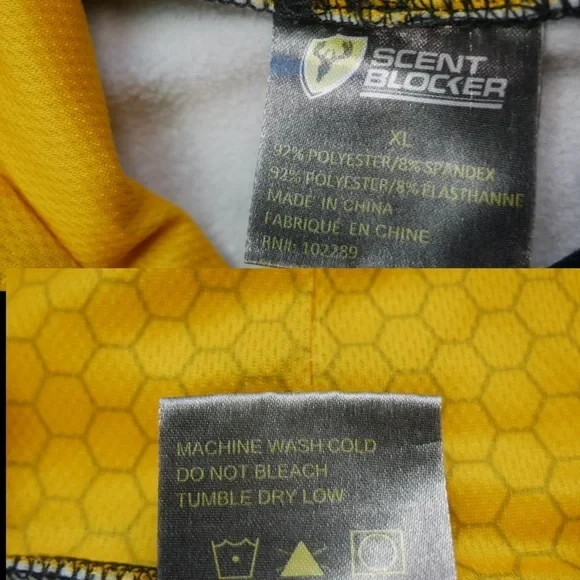 SCENT
BLOCKER
XL
92% POLYESTER/8% SPANDEX
92% POLYESTER/8% ELASTHANNE
MADE IN CHINA
FABRIQUÉ EN CHINE
RN#: 102289
MACHINE WASH COLD
DO NOT BLEACH
TUMBLE DRY LOW